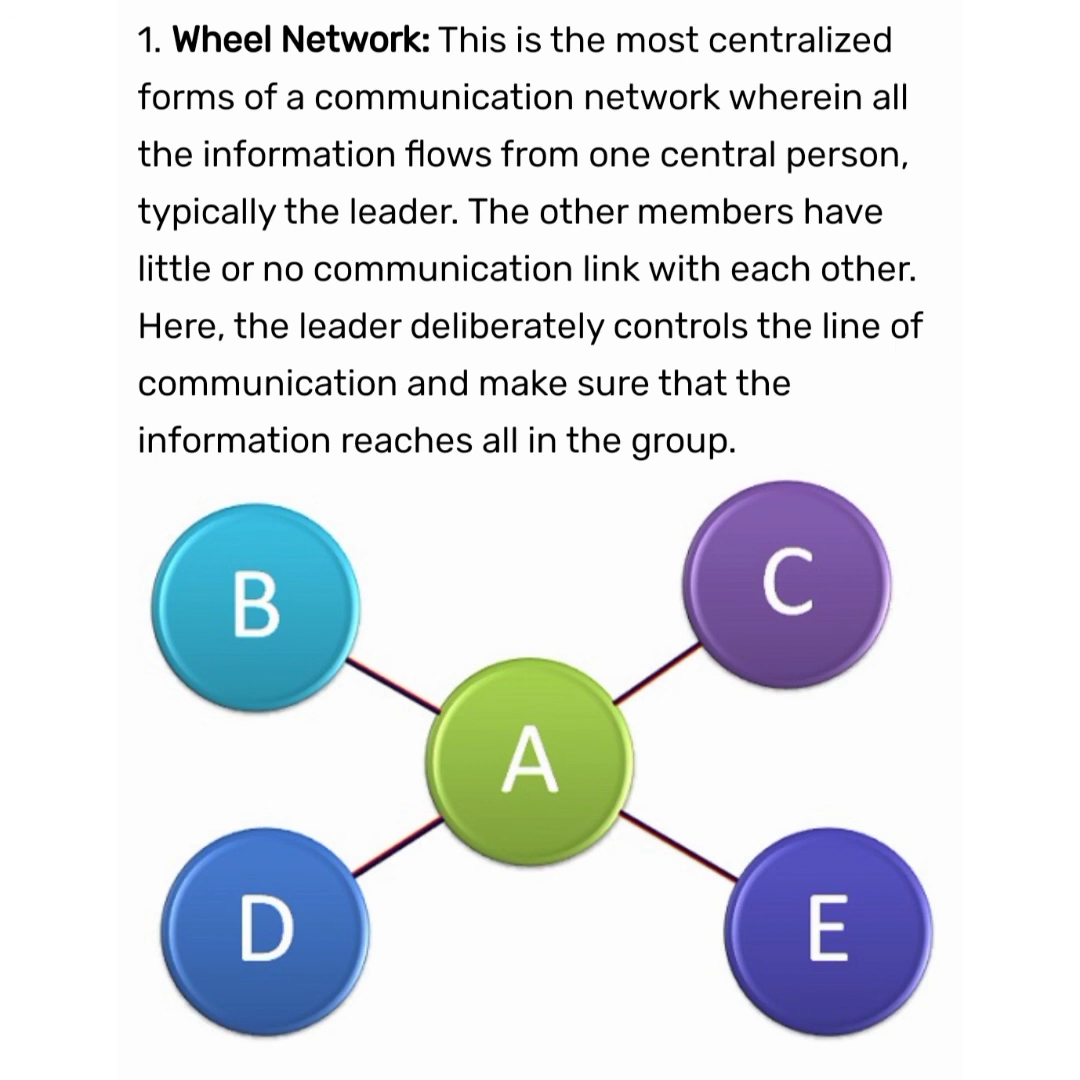 1. Wheel Network: This is the most centralized
forms of a communication network wherein all
the information flows from one central person,
typically the leader. The other members have
little or no communication link with each other.
Here, the leader deliberately controls the line of
communication and make sure that the
information reaches all in the group.
B
C
A
D
E